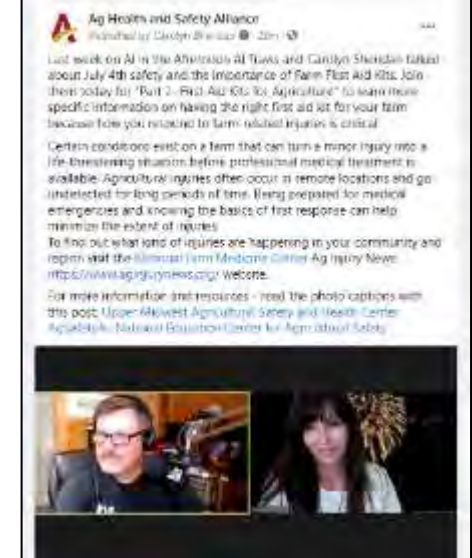 Ag Health and Safety Alliance
Published by Carolyn Sheridan · 20m ·
Last week on Al in the Afternoon Al Travis and Carolyn Sheridan talked
about July 4th safety and the importance of Farm First Aid Kits. Join
them today for "Part 2 - First Aid Kits for Agriculture" to learn more
specific information on having the right first aid kit for your farm
because how you respond to farm-related injuries is critical
Certain conditions exist on a farm that can turn a minor injury into a
life-threatening situation before professional medical treatment is
available. Agricultural injuries often occur in remote locations and go
undetected for long periods of time. Being prepared for medical
emergencies and knowing the basics of first response can help
minimize the extent of injuries.
To find out what kind of injuries are happening in your community and
region visit the National Farm Medicine Center Ag Injury News
https://www.aginjurynews.org/ website.
For more information and resources - read the photo captions with
this post: Upper Midwest Agricultural Safety and Health Center
National Education Center for Agricultural Safety